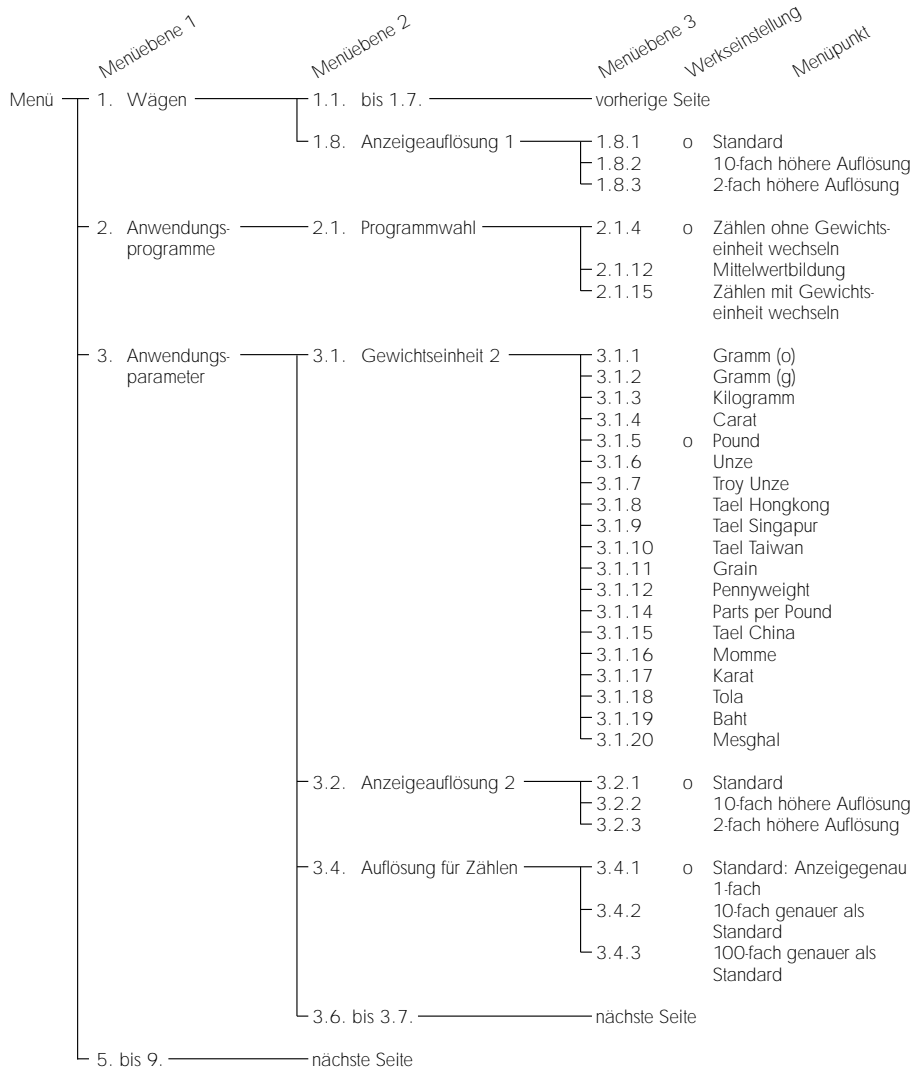 Menüebene 1 Menüebene 2 Menüebene 3 Werkseinstellung Menüpunkt
Menü 1. Wägen 1.1. bis 1.7. vorherige Seite
1.8. Anzeigeauflösung 1 1.8.1 o Standard
1.8.2 10-fach höhere Auflösung
1.8.3 2-fach höhere Auflösung
2. Anwendungs- 2.1. Programmwahl 2.1.4 o Zählen ohne Gewichts-
programme einheit wechseln
2.1.12 Mittelwertbildung
2.1.15 Zählen mit Gewichts-
einheit wechseln
3. Anwendungs- 3.1. Gewichtseinheit 2 3.1.1 Gramm (o)
parameter 3.1.2 Gramm (g)
3.1.3 Kilogramm
3.1.4 Carat
3.1.5 o Pound
3.1.6 Unze
3.1.7 Troy Unze
3.1.8 Tael Hongkong
3.1.9 Tael Singapur
3.1.10 Tael Taiwan
3.1.11 Grain
3.1.12 Pennyweight
3.1.14 Parts per Pound
3.1.15 Tael China
3.1.16 Momme
3.1.17 Karat
3.1.18 Tola
3.1.19 Baht
3.1.20 Mesghal
3.2. Anzeigeauflösung 2 3.2.1 o Standard
3.2.2 10-fach höhere Auflösung
3.2.3 2-fach höhere Auflösung
3.4. Auflösung für Zählen 3.4.1 o Standard: Anzeigegenau
1-fach
3.4.2 10-fach genauer als
Standard
3.4.3 100-fach genauer als
Standard
3.6. bis 3.7. nächste Seite
5. bis 9. nächste Seite